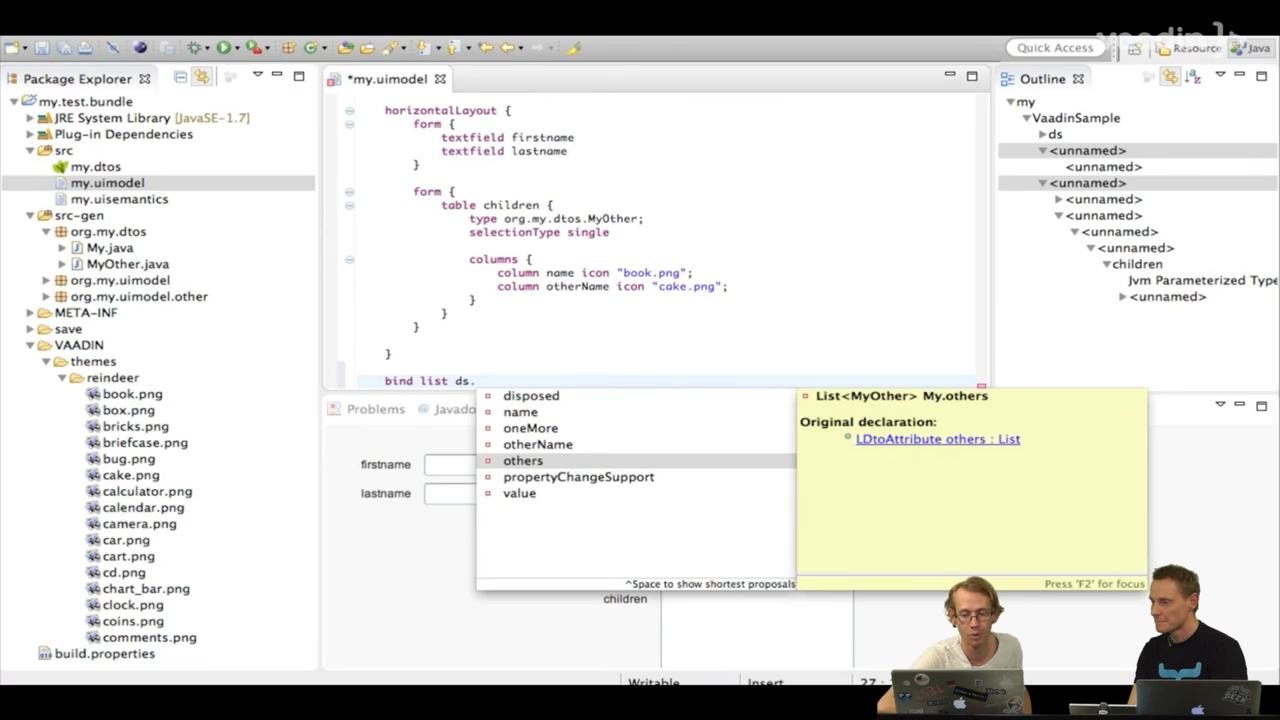 vaadin
Quick Access
Resource
Java
Package Explorer
my.test.bundle
JRE System Library [JavaSE-1.7]
Plug-in Dependencies
src
my.dtos
my.uimodel
my.uisemantics
src-gen
org.my.dtos
My.java
MyOther.java
org.my.uimodel
org.my.uimodel.other
META-INF
save
VAADIN
themes
reindeer
book.png
box.png
bricks.png
briefcase.png
bug.png
cake.png
calculator.png
calendar.png
camera.png
car.png
cart.png
cd.png
chart_bar.png
clock.png
coins.png
comments.png
build.properties
*my.uimodel
horizontalLayout {
form {
textfield firstname
textfield lastname
}
form {
table children {
type org.my.dtos.MyOther;
selectionType single
columns {
column name icon "book.png";
column otherName icon "cake.png";
}
}
}
}
bind list ds.
disposed
name
oneMore
otherName
others
propertyChangeSupport
value
^Space to show shortest proposals
List<MyOther> My.others
Original declaration:
LDtoAttribute others : List
Press 'F2' for focus
Problems
Javado
firstname
lastname
children
Writable
Insert
27 :
Outline
my
VaadinSample
ds
<unnamed>
<unnamed>
<unnamed>
<unnamed>
<unnamed>
<unnamed>
<unnamed>
children
Jvm Parameterized Type
<unnamed>